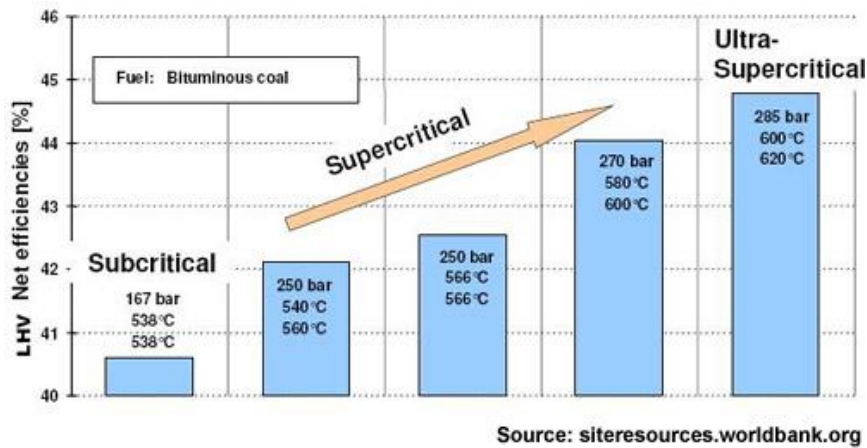 46
45
44
43
42
41
40
LHV Net efficiencies [%]
Fuel: Bituminous coal
Subcritical
167 bar
538°C
538°C
Supercritical
250 bar
540°C
560°C
250 bar
566°C
566°C
270 bar
580°C
600°C
Ultra-
Supercritical
285 bar
600°C
620°C
Source: siteresources.worldbank.org